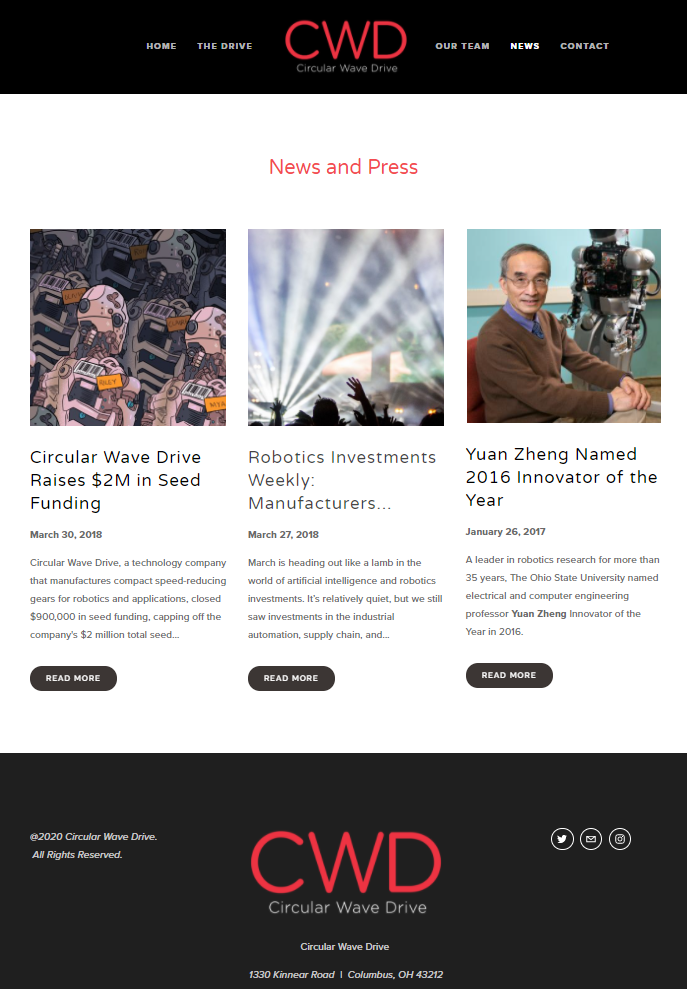 HOME THE DRIVE CWD OUR TEAM NEWS CONTACT
Circular Wave Drive
News and Press
RILEY
Circular Wave Drive
Raises $2M in Seed
Funding
March 30, 2018
Circular Wave Drive, a technology company
that manufactures compact speed-reducing
gears for robotics and applications, closed
$900,000 in seed funding, capping off the
company's $2 million total seed...
READ MORE
Robotics Investments
Weekly:
Manufacturers...
March 27, 2018
March is heading out like a lamb in the
world of artificial intelligence and robotics
investments. It's relatively quiet, but we still
saw investments in the industrial
automation, supply chain, and...
READ MORE
Yuan Zheng Named
2016 Innovator of the
Year
January 26, 2017
A leader in robotics research for more than
35 years, The Ohio State University named
electrical and computer engineering
professor Yuan Zheng Innovator of the
Year in 2016.
READ MORE
@2020 Circular Wave Drive.
All Rights Reserved.
CWD
Circular Wave Drive
Circular Wave Drive
1330 Kinnear Road | Columbus, OH 43212